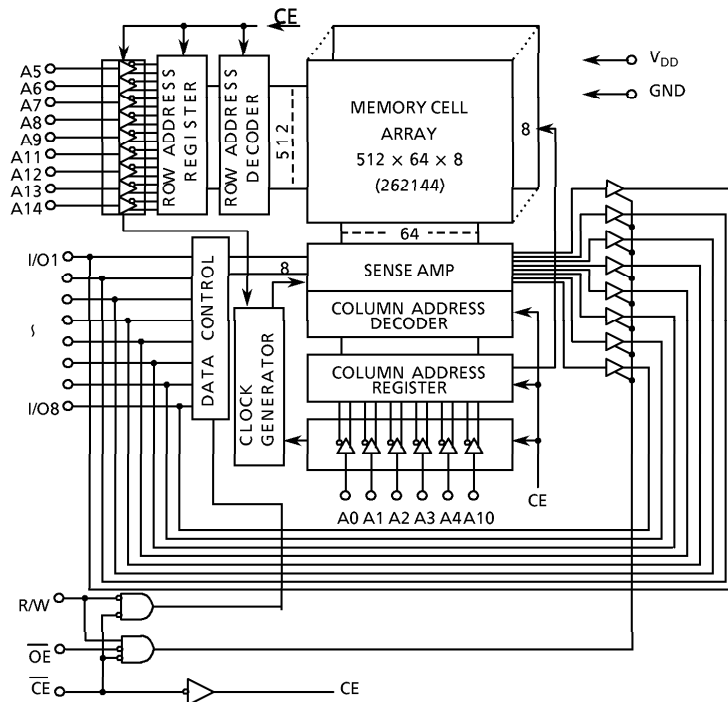 CE
A5
A6
A7
A8
A9
A11
A12
A13
A14
ROW ADDRESS
REGISTER
ROW ADDRESS
DECODER
512
MEMORY CELL
ARRAY
512 × 64 × 8
(262144)
8
V_DD
GND
64
I/O1
I/O8
DATA CONTROL
8
CLOCK
GENERATOR
SENSE AMP
COLUMN ADDRESS
DECODER
COLUMN ADDRESS
REGISTER
A0 A1 A2 A3 A4 A10
CE
R/W
O̅E̅
C̅E̅
CE